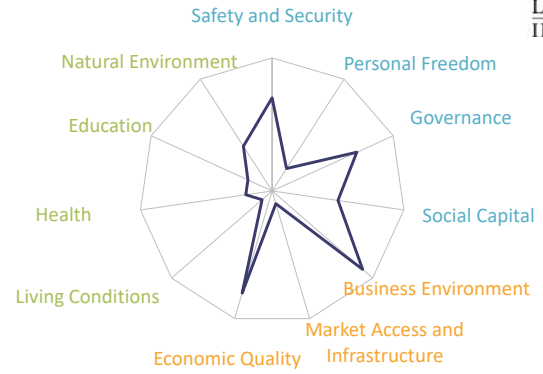 Safety and Security
Natural Environment
Personal Freedom
Education
Governance
Health
Social Capital
Living Conditions
Business Environment
Market Access and
Infrastructure
Economic Quality